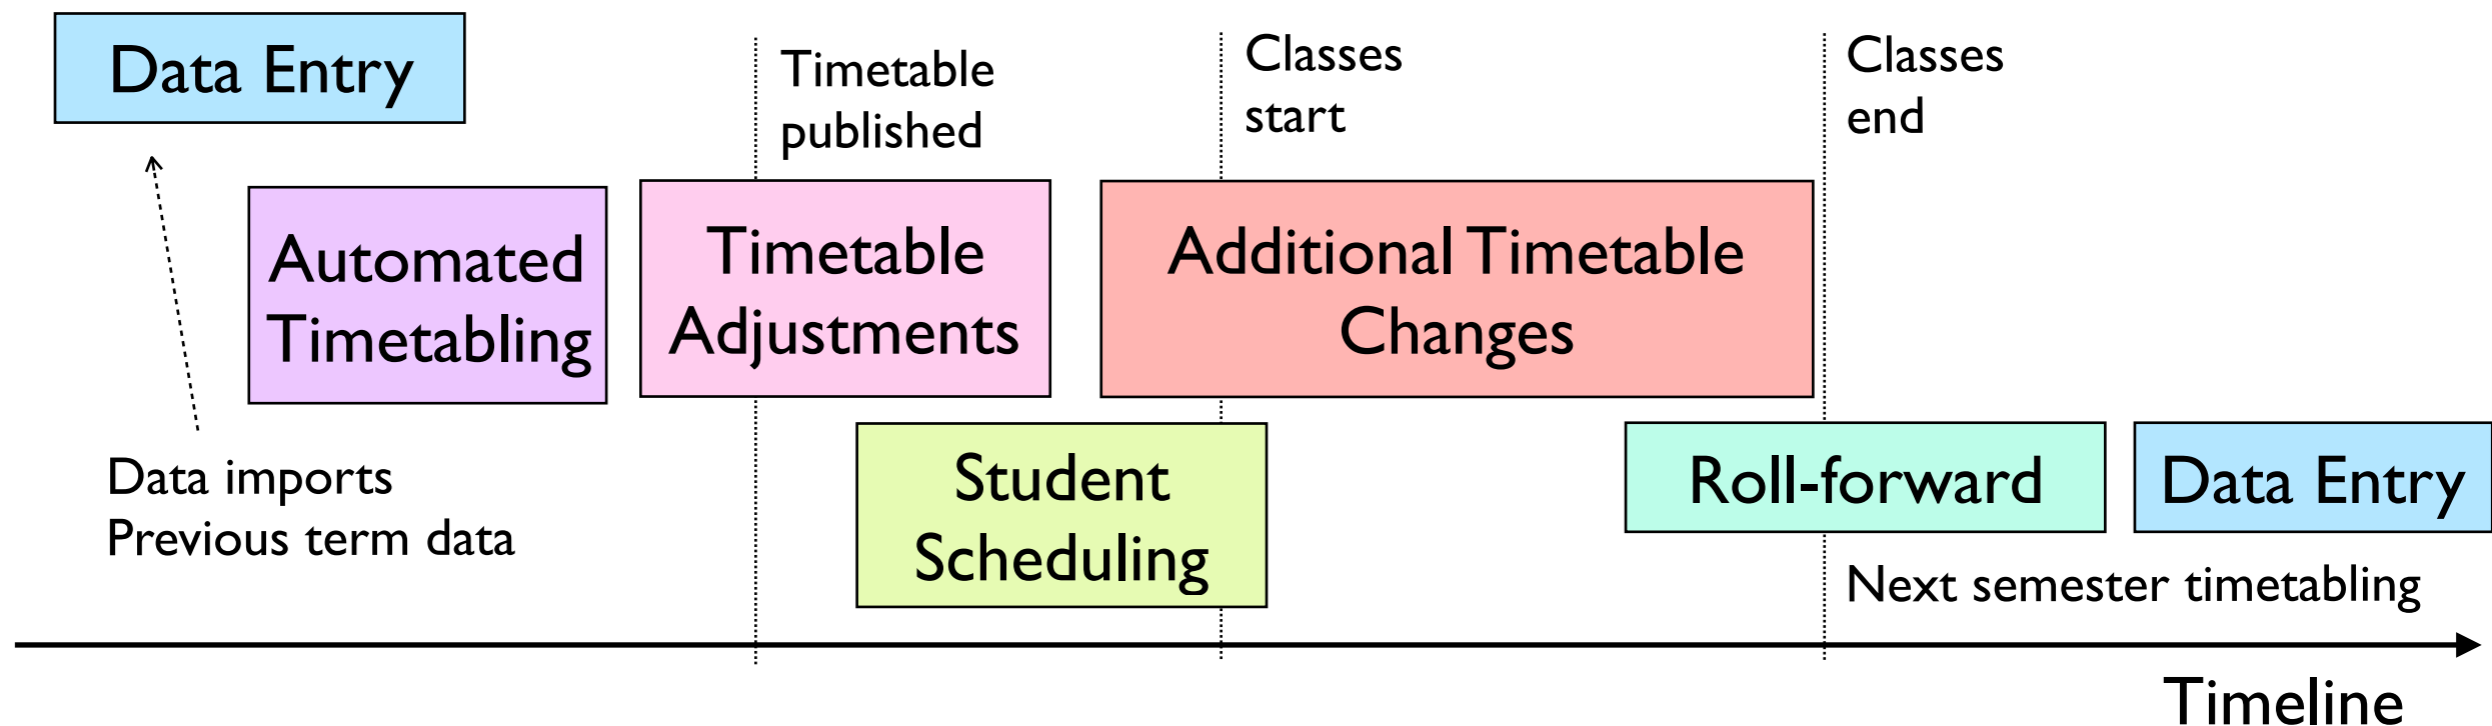 Data Entry
Timetable
published
Classes
start
Classes
end
Automated
Timetabling
Timetable
Adjustments
Additional Timetable
Changes
Data imports
Previous term data
Student
Scheduling
Roll-forward
Data Entry
Next semester timetabling
Timeline